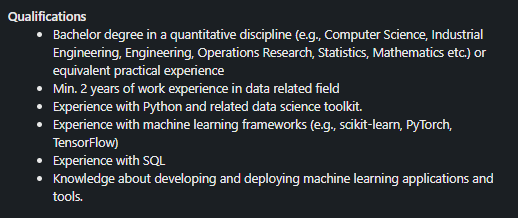 Qualifications
• Bachelor degree in a quantitative discipline (e.g., Computer Science, Industrial
Engineering, Engineering, Operations Research, Statistics, Mathematics etc.) or
equivalent practical experience
• Min. 2 years of work experience in data related field
• Experience with Python and related data science toolkit.
• Experience with machine learning frameworks (e.g., scikit-learn, PyTorch,
TensorFlow)
• Experience with SQL
• Knowledge about developing and deploying machine learning applications and
tools.